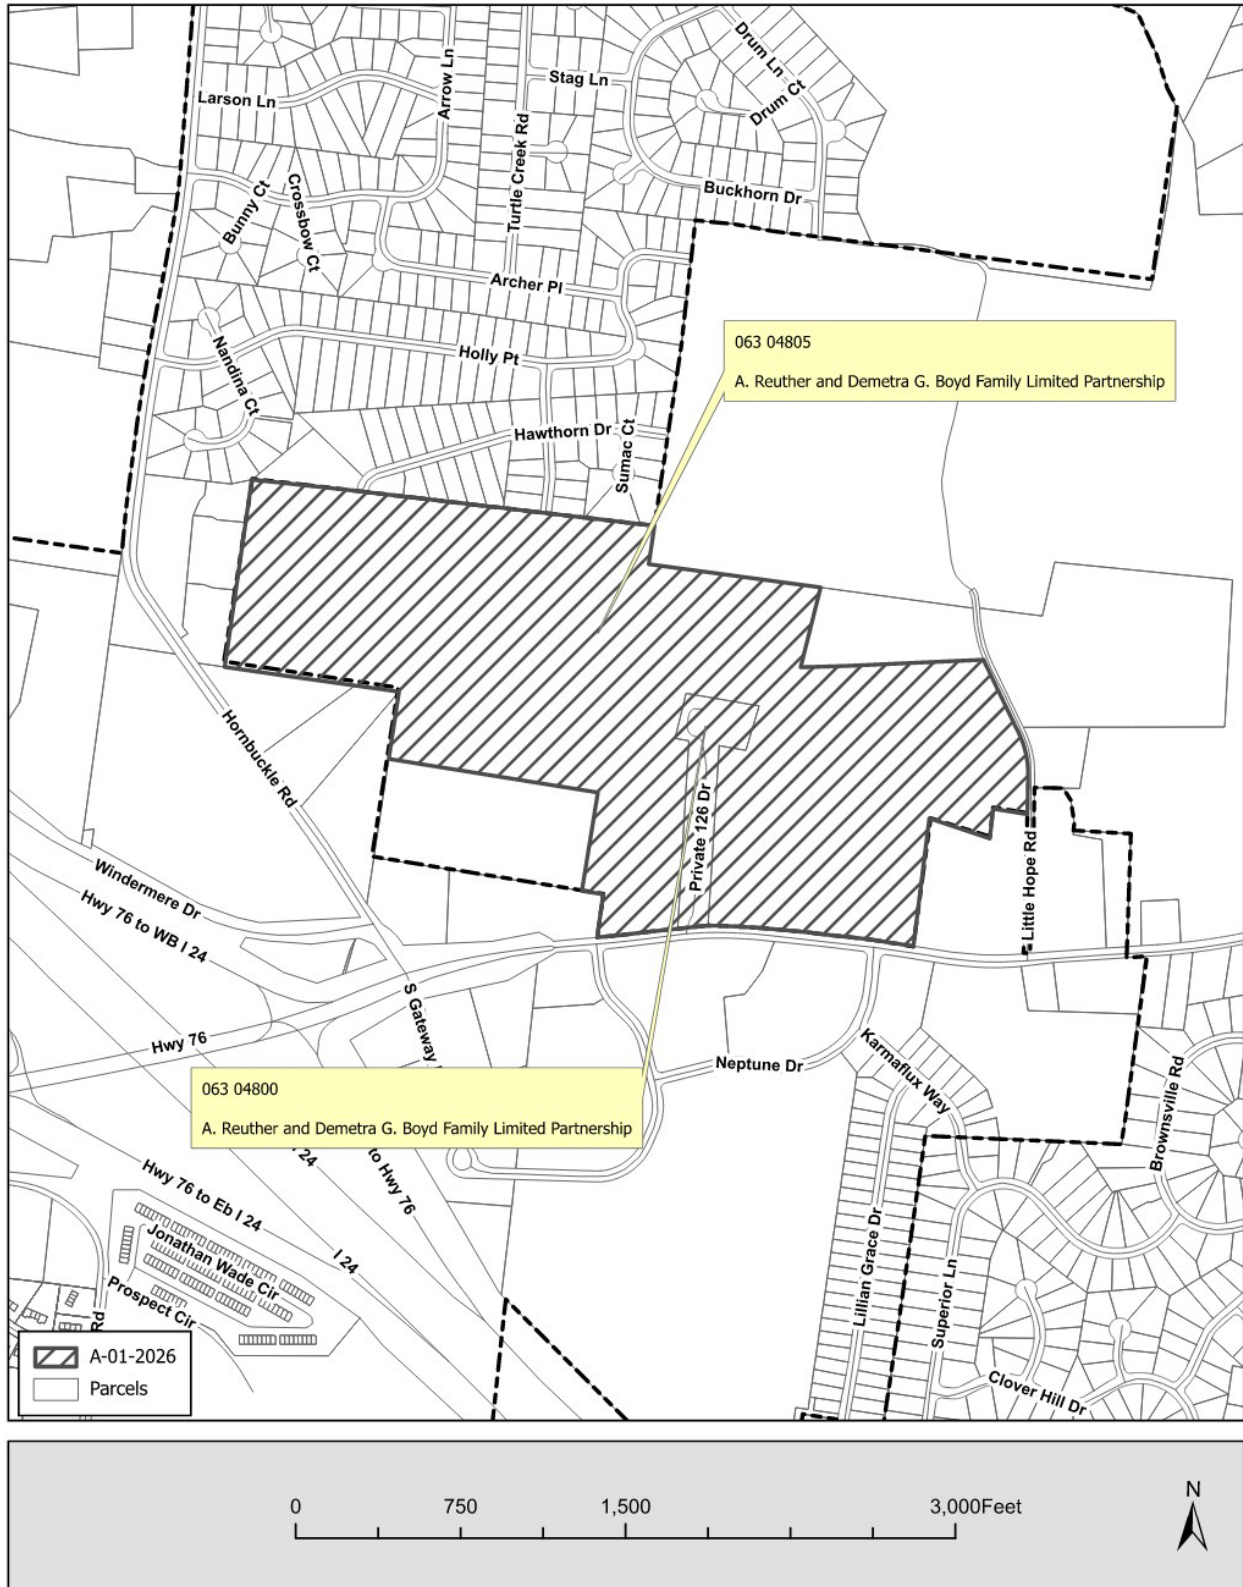 Drum Ln
Stag Ln
Drum Ct
Larson Ln
Arrow Ln
Turtle Creek Rd
Buckhorn Dr
Bunny Ct
Crossbow Ct
Archer Pl
063 04805
A. Reuther and Demetra G. Boyd Family Limited Partnership
Holly Pt
Nandina Ct
Hawthorn Dr
Sumac Ct
Hornbuckle Rd
Private 126 Dr
Little Hope Rd
Windermere Dr
Hwy 76 to WB I 24
S Gateway
Hwy 76
Neptune Dr
Karmaflux Way
Brownsville Rd
063 04800
A. Reuther and Demetra G. Boyd Family Limited Partnership
24
to Hwy 76
Hwy 76 to Eb I 24
I 24
Jonathan Wade Cir
Prospect Cir
Rd
Lillian Grace Dr
Superior Ln
Clover Hill Dr
A-01-2026
Parcels
0 750 1,500 3,000Feet
N